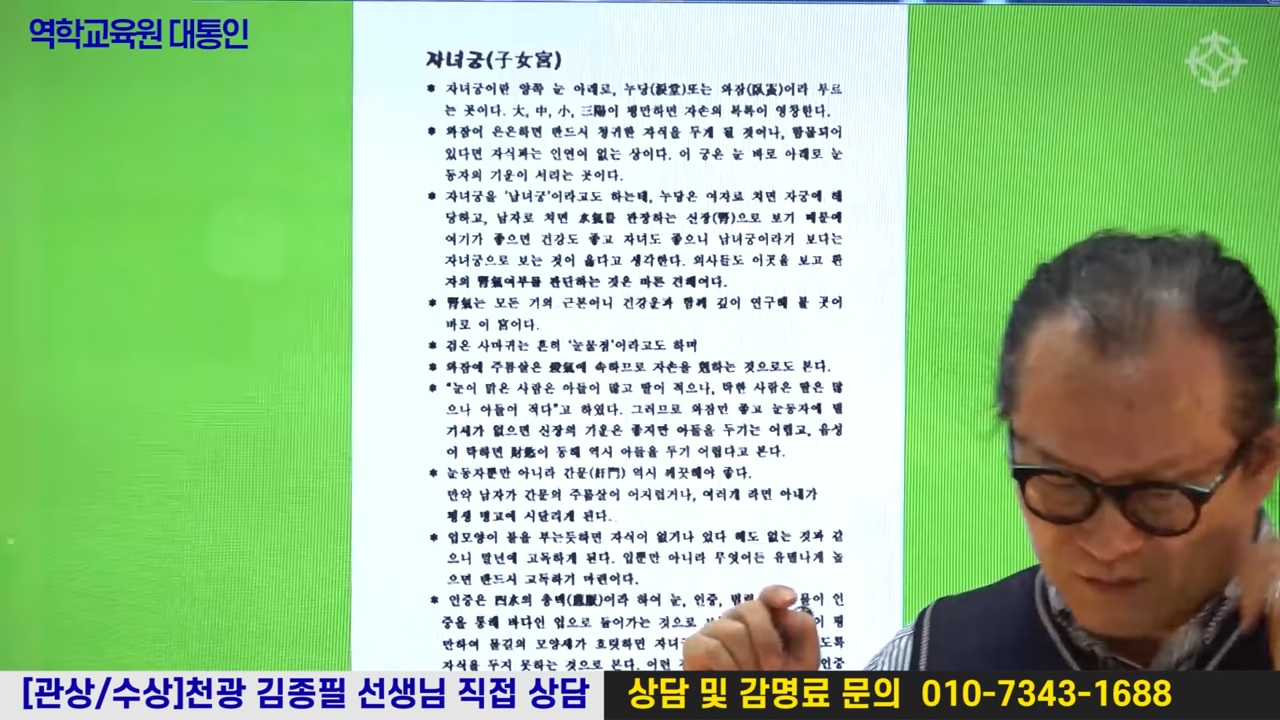 역학교육원 대통인
자녀궁(子女宮)
* 자녀궁이란 양쪽 눈 아래로, 누당(淚堂)또는 와잠(臥蚕)이라 부르
는 곳이다. 大, 中, 小, 三陽이 평만하면 자손의 복록이 영창한다.
* 와잠이 은은하면 반드시 청귀한 자식을 두게 될 것이나, 함몰되어
있다면 자식과는 인연이 없는 상이다. 이 궁은 눈 바로 아래로 눈
동자의 기운이 서리는 곳이다.
* 자녀궁을 '남녀궁'이라고도 하는데, 누당은 여자로 치면 자궁에 해
당하고, 남자로 치면 水氣를 관장하는 신장(腎)으로 보기 때문에
여기가 좋으면 건강도 좋고 자녀도 좋으니 남녀궁이라기 보다는
자녀궁으로 보는 것이 옳다고 생각한다. 의사들도 이곳을 보고 환
자의 腎氣여부를 판단하는 것은 바른 견해이다.
* 腎氣는 모든 기의 근본이니 건강운과 함께 깊이 연구해 볼 곳이
바로 이 宮이다.
* 검은 사마귀는 흔히 '눈물점'이라고도 하며
* 와잠에 주름살은 殺氣에 속하므로 자손을 剋하는 것으로도 본다.
* "눈이 맑은 사람은 아들이 많고 딸이 적으나, 탁한 사람은 딸은 많
으나 아들이 적다"고 하였다. 그러므로 와잠만 좋고 눈동자에 별
기세가 없으면 신장의 기운은 좋지만 아들을 두기는 어렵고, 음성
이 탁하면 財慾이 동해 역시 아들을 두기 어렵다고 본다.
* 눈동자뿐만 아니라 간문(奸門) 역시 깨끗해야 좋다.
만약 남자가 간문의 주름살이 어지럽거나, 여러개 라면 아내가
평생 병고에 시달리게 된다.
* 입모양이 불을 부는듯하면 자식이 없거나 있다 해도 없는 것과 같
으니 말년에 고독하게 된다. 입뿐만 아니라 무엇이든 유별나게 높
으면 반드시 고독하기 마련이다.
* 인중은 四水의 총맥(總脈)이라 하여 눈, 인중, 물이 인
중을 통해 바다인 입으로 들어가는 것으로 이 평
만하여 물길의 모양새가 흐릿하면 도록
자식을 두지 못하는 것으로 본다. 어떤 인중
[관상/수상]천광 김종필 선생님 직접 상담
상담 및 감명료 문의 010-7343-1688